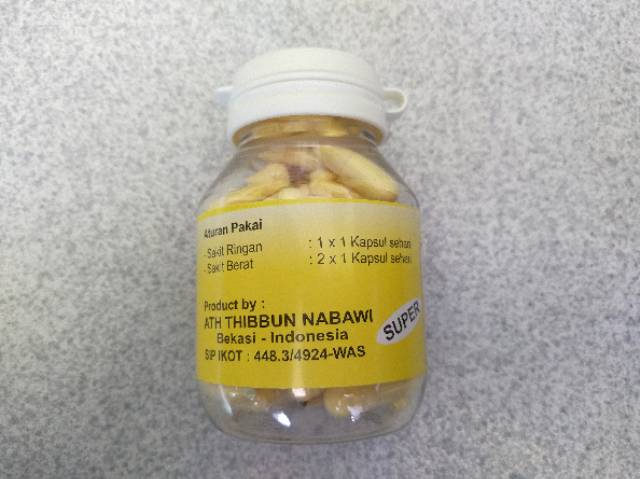 Aturan Pakai
- Sakit Ringan : 1 x 1 Kapsul sehari
- Sakit Berat : 2 x 1 Kapsul sehari
Product by :
ATH THIBBUN NABAWI
Bekasi - Indonesia
SIP IKOT : 448.3/4924-WAS
SUPER